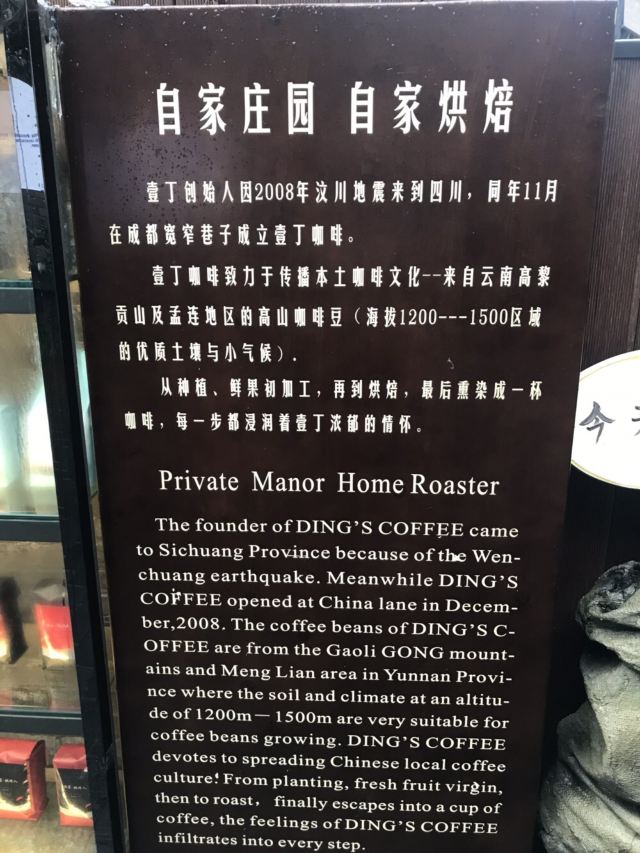 自家庄园 自家烘焙
壹丁创始人因2008年汶川地震来到四川，同年11月
在成都宽窄巷子成立壹丁咖啡。
壹丁咖啡致力于传播本土咖啡文化--来自云南高黎
贡山及孟连地区的高山咖啡豆（海拔1200---1500区域
的优质土壤与小气候）.
从种植、鲜果初加工，再到烘焙，最后熏染成一杯
咖啡，每一步都浸润着壹丁浓郁的情怀。
Private Manor Home Roaster
The founder of DING'S COFFEE came
to Sichuang Province because of the Wen-
chuang earthquake. Meanwhile DING'S
COFFEE opened at China lane in Decem-
ber,2008. The coffee beans of DING'S C-
OFFEE are from the Gaoli GONG mount-
ains and Meng Lian area in Yunnan Provi-
nce where the soil and climate at an altitu-
de of 1200m—1500m are very suitable for
coffee beans growing. DING'S COFFEE
devotes to spreading Chinese local coffee
culture! From planting, fresh fruit virgin,
then to roast， finally escapes into a cup of
coffee, the feelings of DING'S COFFEE
infiltrates into every step.
今